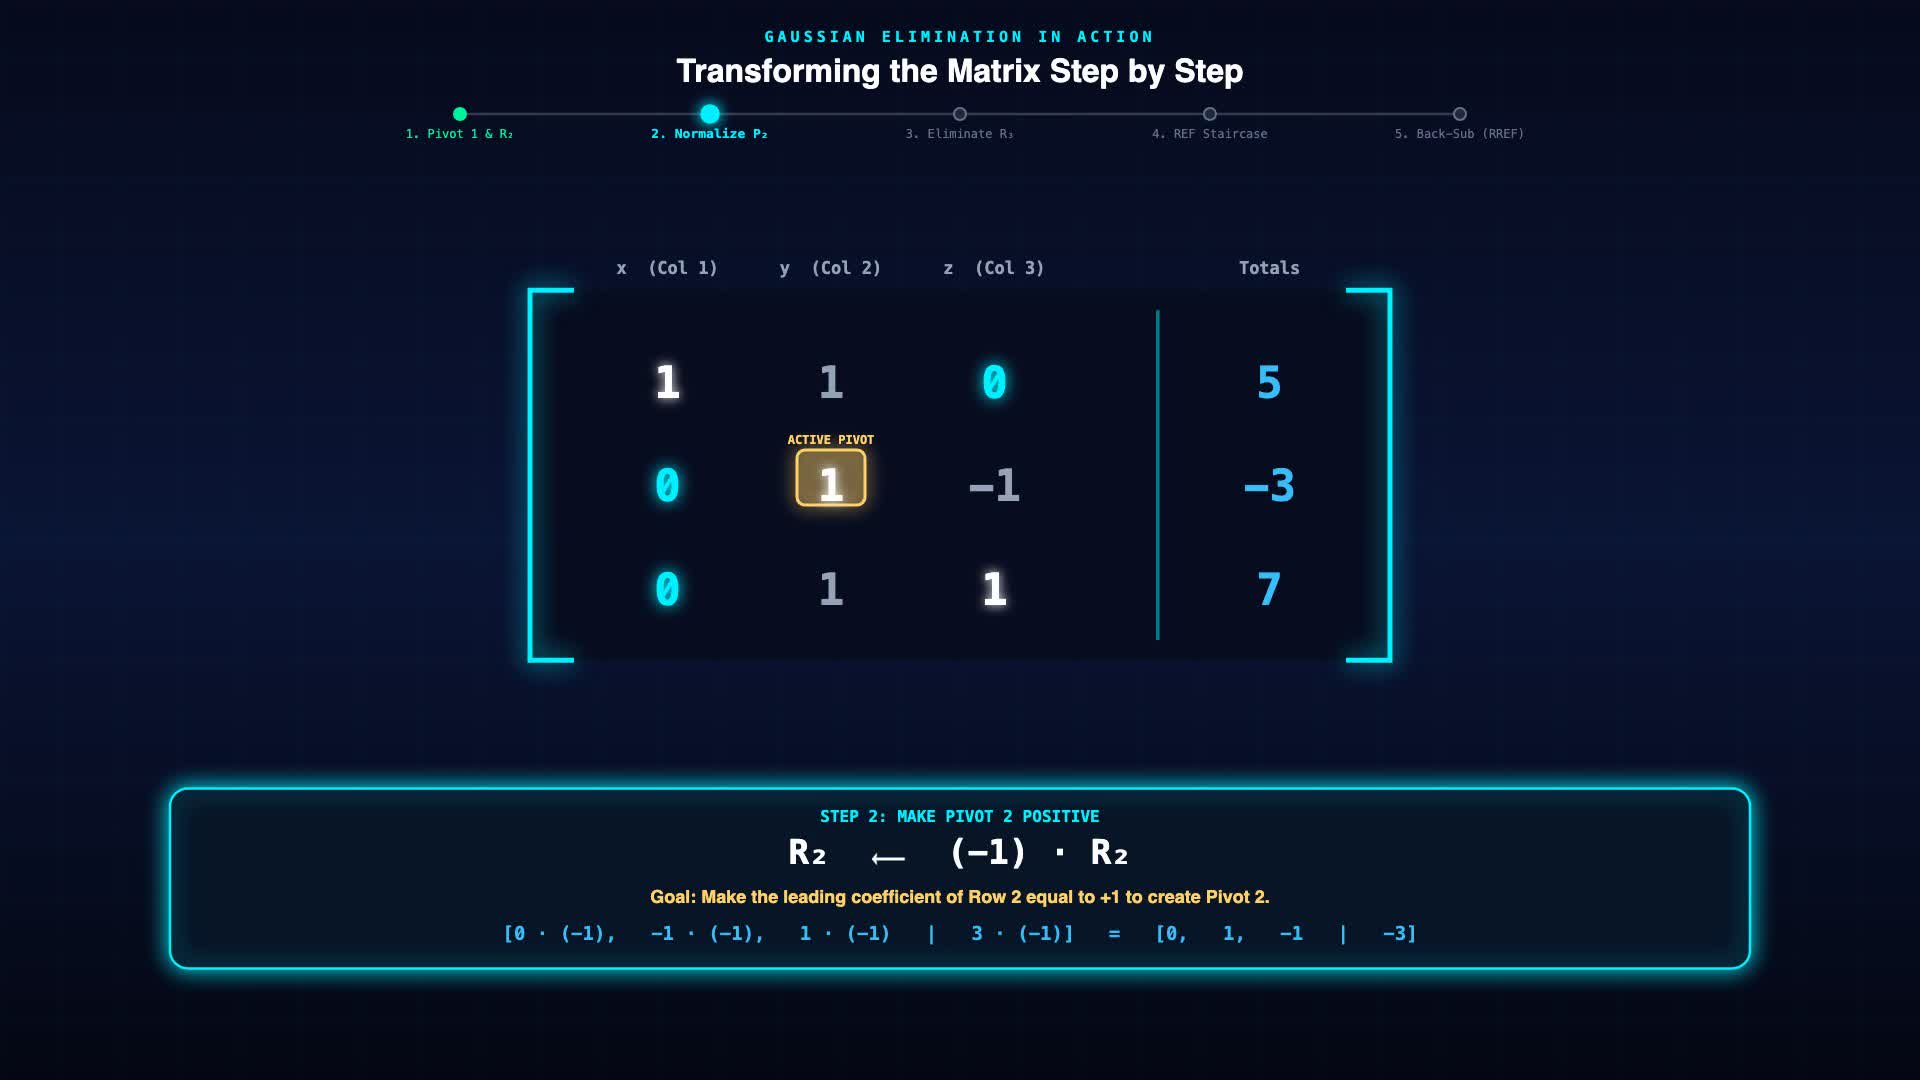 GAUSSIAN ELIMINATION IN ACTION
Transforming the Matrix Step by Step
1. Pivot 1 & R₂ 2. Normalize P₂ 3. Eliminate R₃ 4. REF Staircase 5. Back−Sub (RREF)
x (Col 1) y (Col 2) z (Col 3) Totals
1 1 0 5
ACTIVE PIVOT
0 1 −1 −3
0 1 1 7
STEP 2: MAKE PIVOT 2 POSITIVE
R₂ ⟵ (−1) · R₂
Goal: Make the leading coefficient of Row 2 equal to +1 to create Pivot 2.
[0 · (−1), −1 · (−1), 1 · (−1) | 3 · (−1)] = [0, 1, −1 | −3]